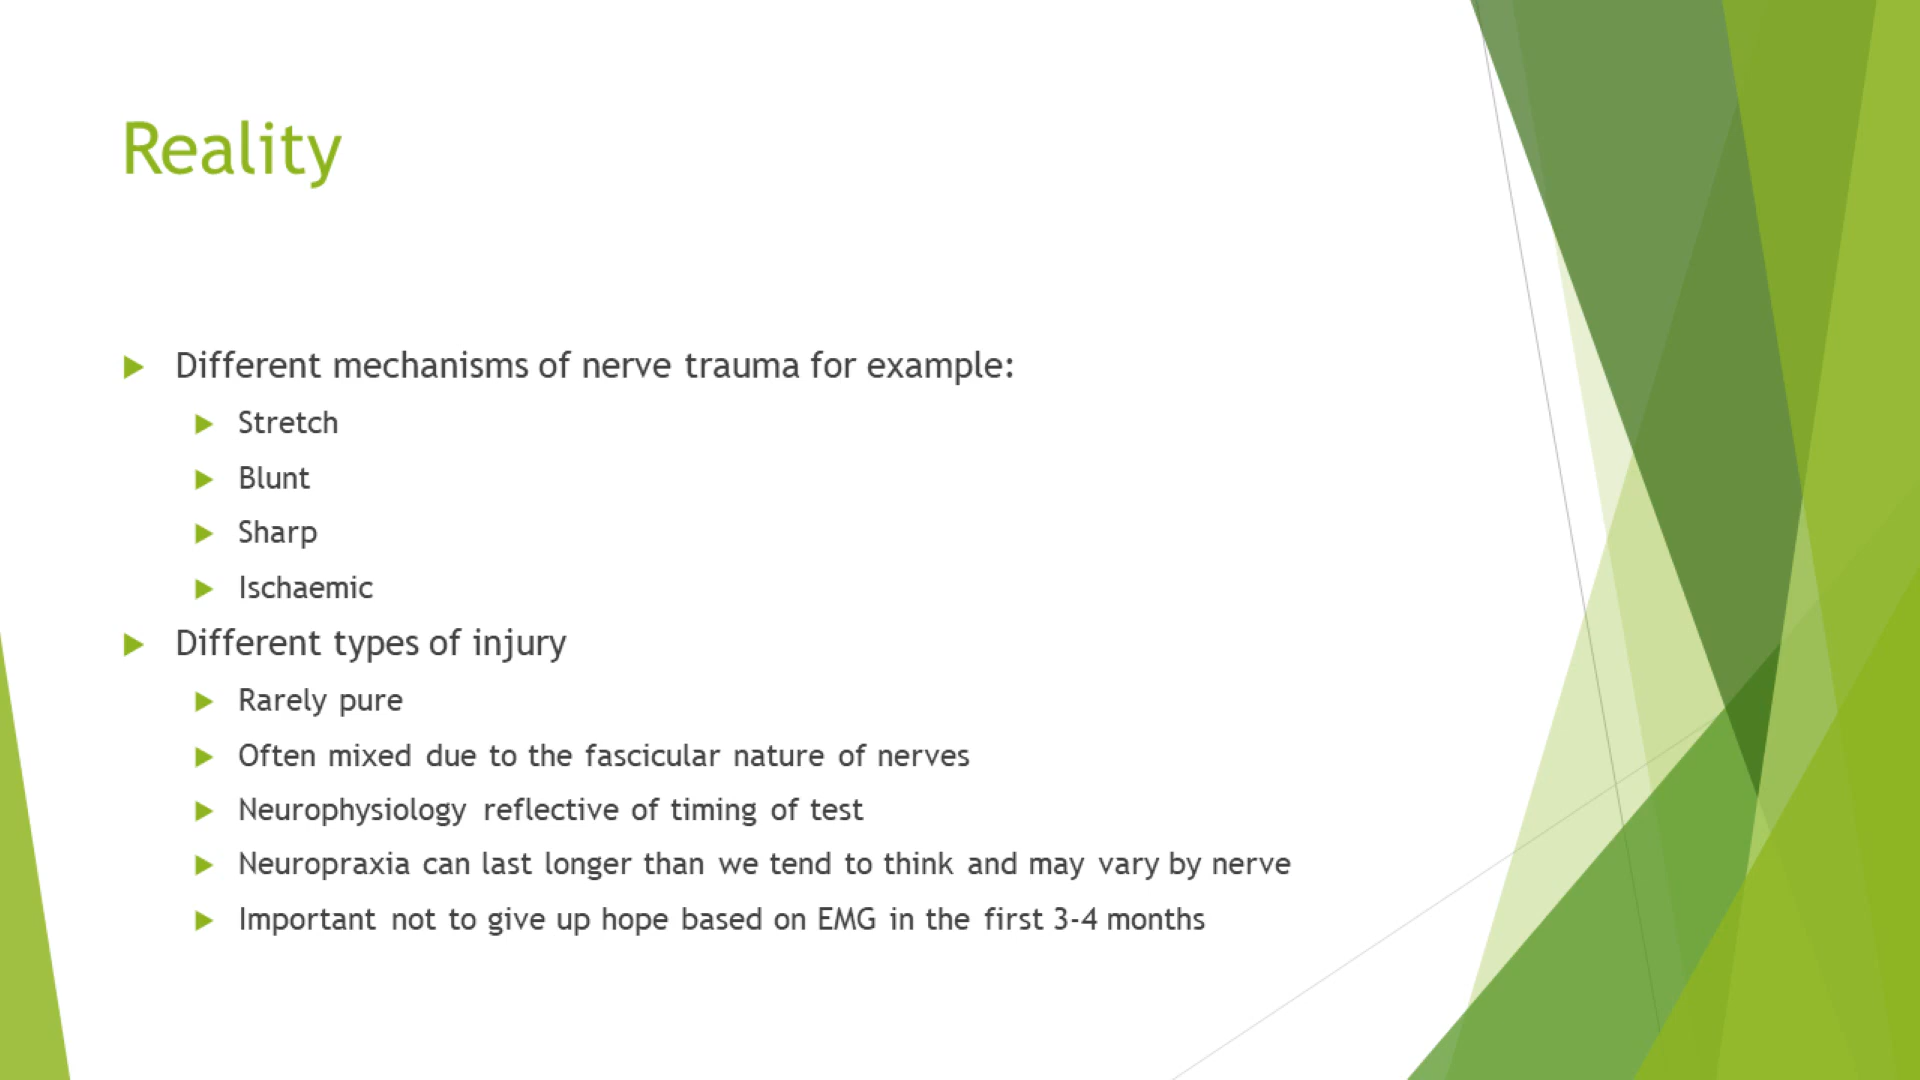 Reality
Different mechanisms of nerve trauma for example:
Stretch
Blunt
Sharp
Ischaemic
Different types of injury
Rarely pure
Often mixed due to the fascicular nature of nerves
Neurophysiology reflective of timing of test
Neuropraxia can last longer than we tend to think and may vary by nerve
Important not to give up hope based on EMG in the first 3-4 months